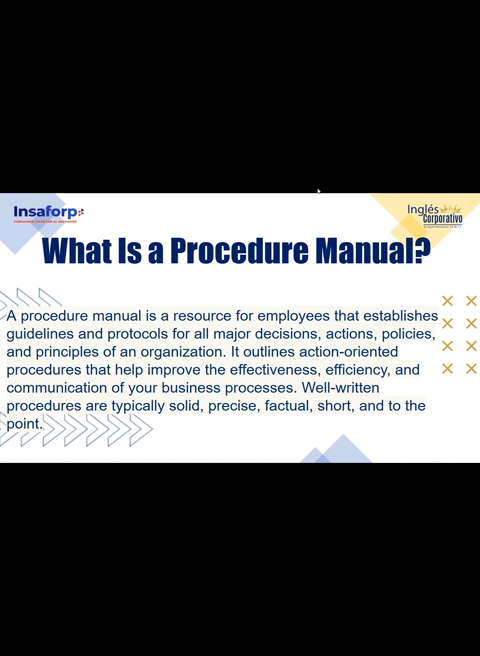 Insaforp
Inglés
Corporativo
What Is a Procedure Manual?
A procedure manual is a resource for employees that establishes
guidelines and protocols for all major decisions, actions, policies,
and principles of an organization. It outlines action-oriented
procedures that help improve the effectiveness, efficiency, and
communication of your business processes. Well-written
procedures are typically solid, precise, factual, short, and to the
point.